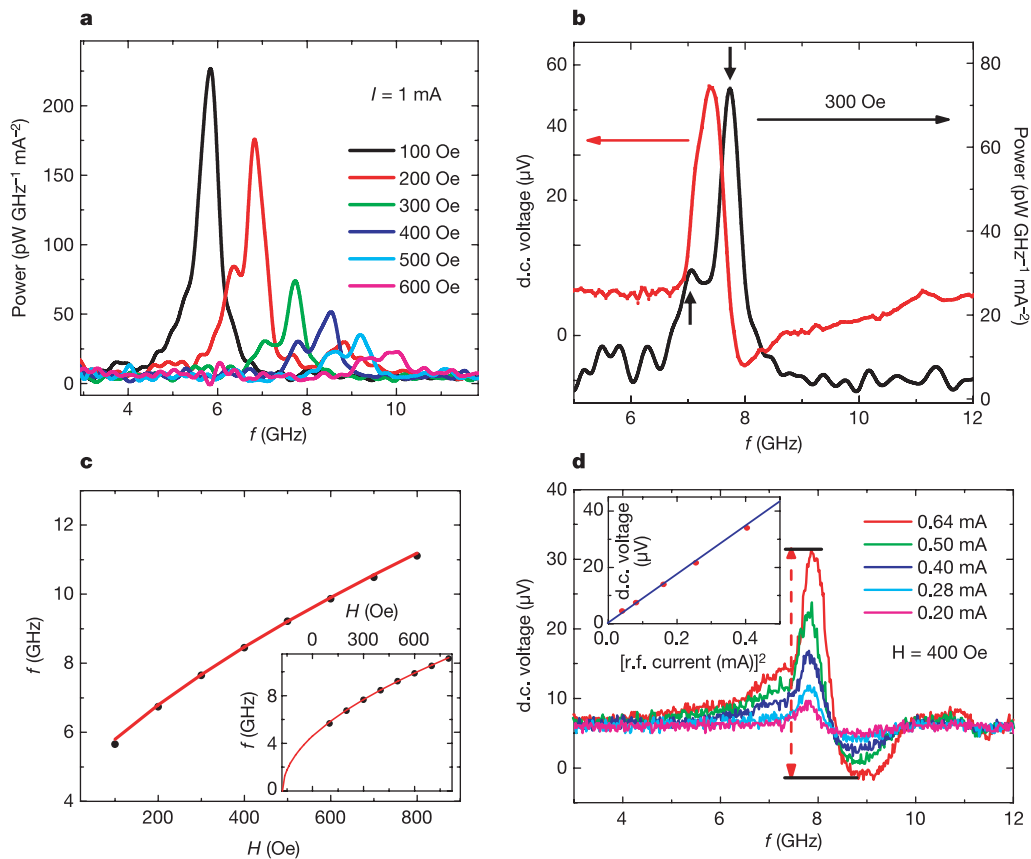 a
Power (pW GHz⁻¹ mA⁻²)
200
150
100
50
0
I = 1 mA
100 Oe
200 Oe
300 Oe
400 Oe
500 Oe
600 Oe
4 6 8 10
f (GHz)
b
d.c. voltage (μV)
60
40
20
0
300 Oe
80
60
40
20
0
Power (pW GHz⁻¹ mA⁻²)
6 8 10 12
f (GHz)
c
f (GHz)
12
10
8
6
4
H (Oe)
0 300 600
f (GHz)
8
4
0
200 400 600 800
H (Oe)
d
d.c. voltage (μV)
40
30
20
10
0
d.c. voltage
(μV)
40
20
0
0.0 0.2 0.4
[r.f. current (mA)]²
0.64 mA
0.50 mA
0.40 mA
0.28 mA
0.20 mA
H = 400 Oe
4 6 8 10 12
f (GHz)